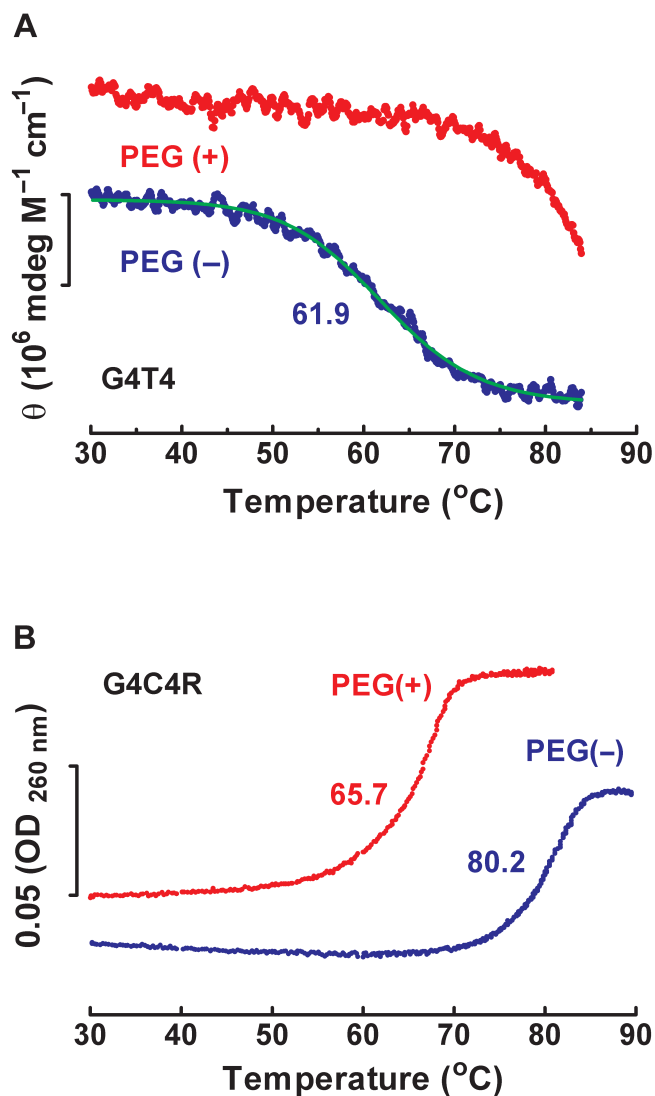 A
θ (10⁶ mdeg M⁻¹ cm⁻¹)
PEG (+)
PEG (–)
61.9
G4T4
30 40 50 60 70 80 90
Temperature (°C)
B
0.05 (OD 260 nm)
G4C4R
PEG(+)
PEG(–)
65.7
80.2
30 40 50 60 70 80 90
Temperature (°C)